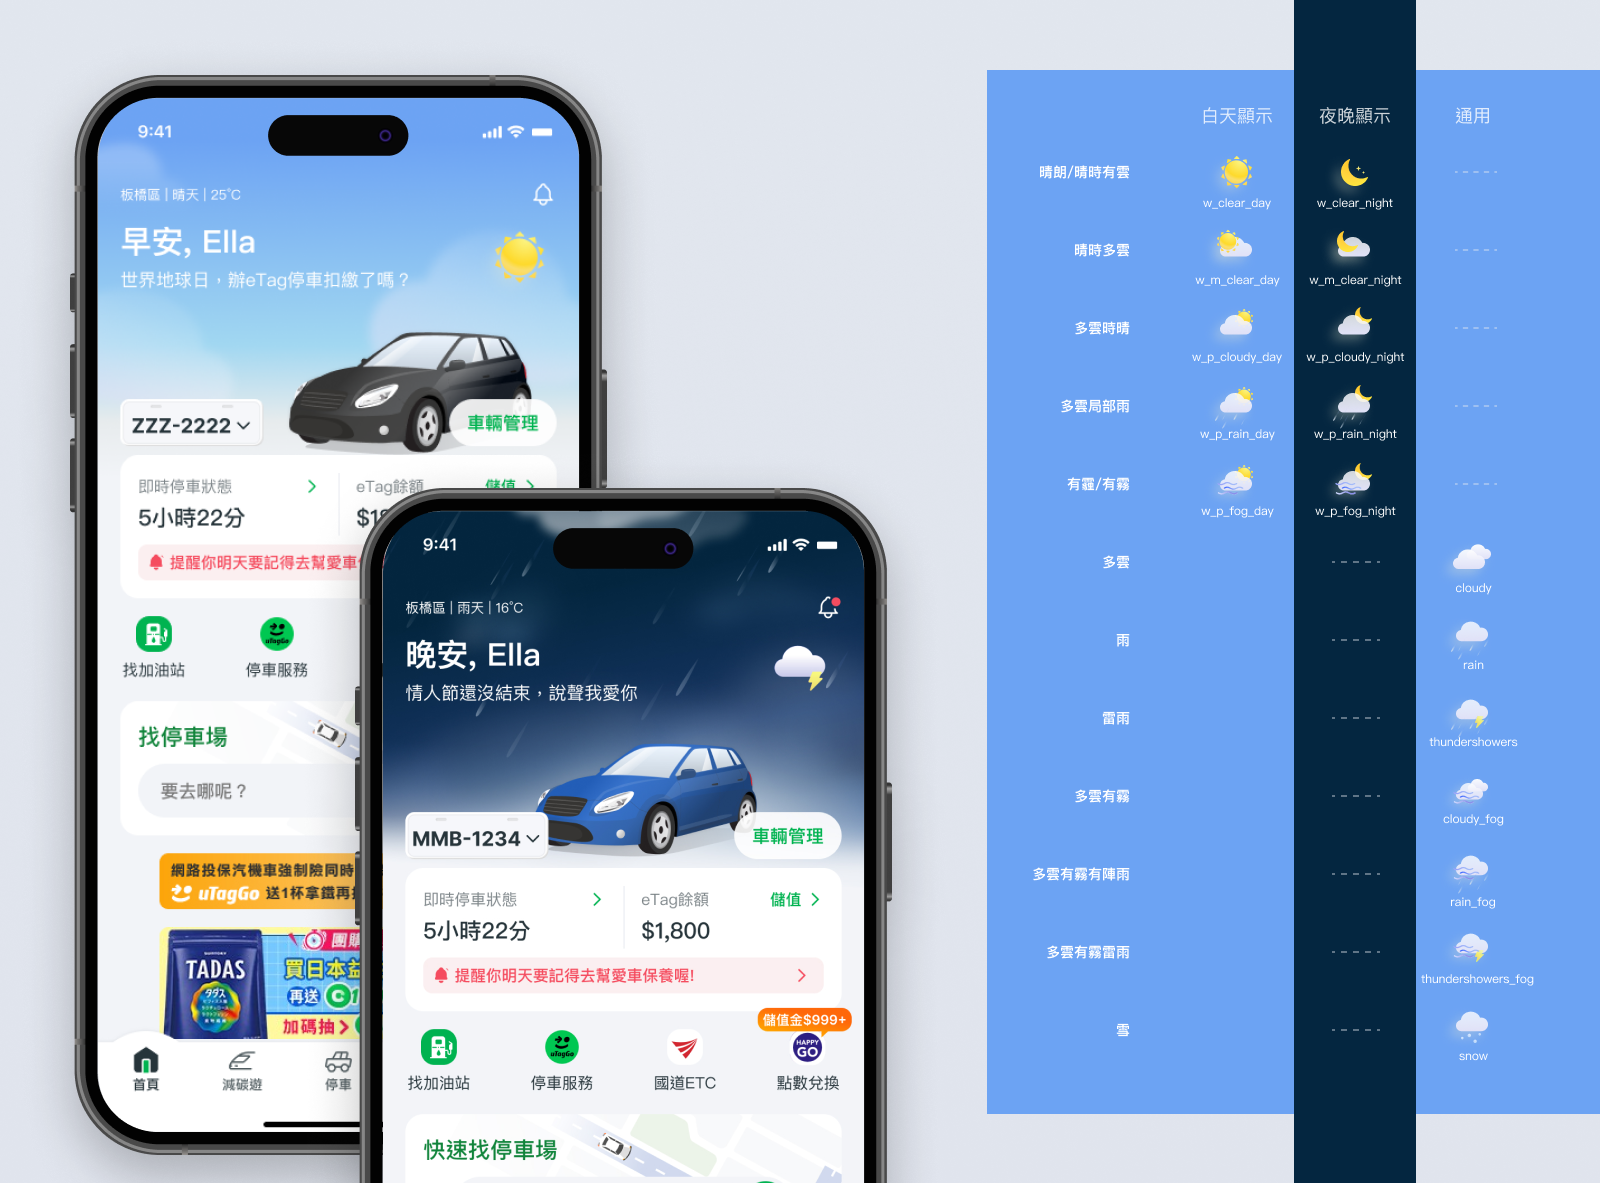 9:41
板橋區 | 晴天 | 25°C
早安, Ella
世界地球日，辦eTag停車扣繳了嗎？
ZZZ-2222
車輛管理
即時停車狀態
5小時22分
eTag餘額
儲值
提醒你明天要記得去幫愛車
找加油站
uTagGo
停車服務
找停車場
要去哪呢？
網路投保汽機車強制險同時
uTagGo 送1杯拿鐵再
TADAS
タダス
團購
買日本益
再送
加碼抽
首頁
減碳遊
停車
9:41
板橋區 | 雨天 | 16°C
晚安, Ella
情人節還沒結束，說聲我愛你
MMB-1234
車輛管理
即時停車狀態
5小時22分
eTag餘額
儲值
$1,800
提醒你明天要記得去幫愛車保養喔!
儲值金$999+
uTagGo
HAPPY GO
找加油站
停車服務
國道ETC
點數兌換
快速找停車場
白天顯示
夜晚顯示
通用
晴朗/晴時有雲
w_clear_day
w_clear_night
晴時多雲
w_m_clear_day
w_m_clear_night
多雲時晴
w_p_cloudy_day
w_p_cloudy_night
多雲局部雨
w_p_rain_day
w_p_rain_night
有霾/有霧
w_p_fog_day
w_p_fog_night
多雲
cloudy
雨
rain
雷雨
thundershowers
多雲有霧
cloudy_fog
多雲有霧有陣雨
rain_fog
多雲有霧雷雨
thundershowers_fog
雪
snow